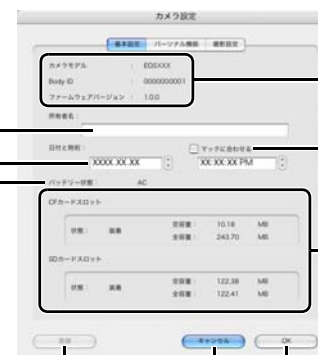 カメラ設定
基本設定 パーソナル機能 撮影設定
カメラモデル : EOSXXX
Body ID : 0000000001
ファームウェアバージョン : 1.0.0
所有者名:
日付と時刻: マックに合わせる
XXXX.XX.XX XX:XX:XX PM
バッテリー状態: AC
CFカードスロット
状態: 装着 空容量: 10.18 MB
全容量: 243.70 MB
SDカードスロット
状態: 装着 空容量: 122.38 MB
全容量: 122.41 MB
キャンセル OK